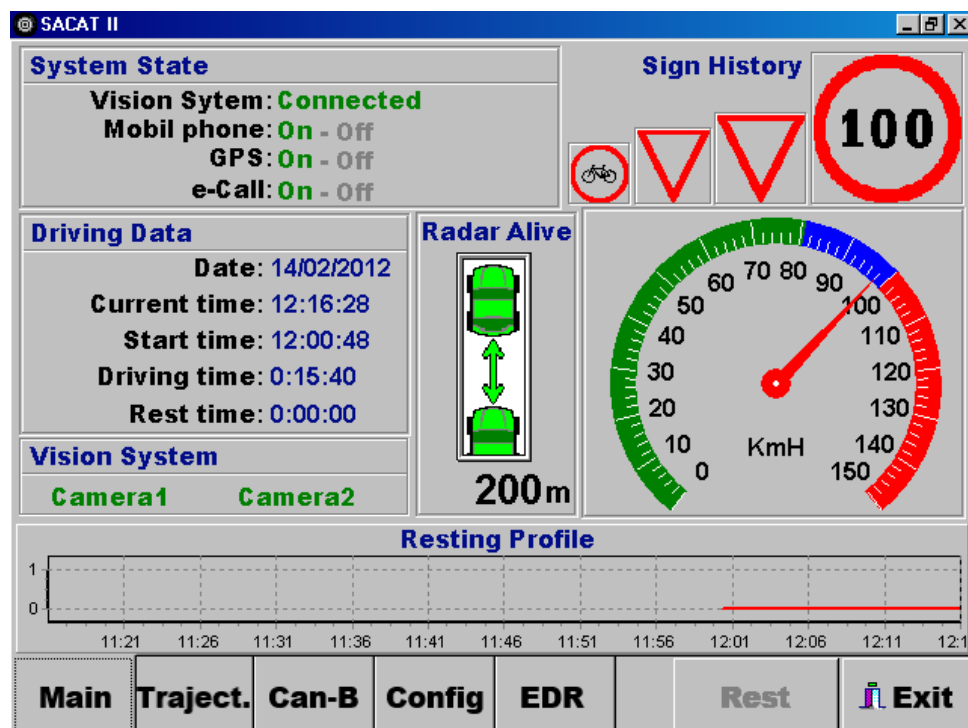 SACAT II
System State
Vision Sytem: Connected
Mobil phone: On - Off
GPS: On - Off
e-Call: On - Off
Sign History
100
Driving Data
Date: 14/02/2012
Current time: 12:16:28
Start time: 12:00:48
Driving time: 0:15:40
Rest time: 0:00:00
Vision System
Camera1 Camera2
Radar Alive
200m
0 10 20 30 40 50 60 70 80 90 100 110 120 130 140 150
KmH
Resting Profile
1
0
11:21 11:26 11:31 11:36 11:41 11:46 11:51 11:56 12:01 12:06 12:11 12:1
Main Traject. Can-B Config EDR Rest Exit